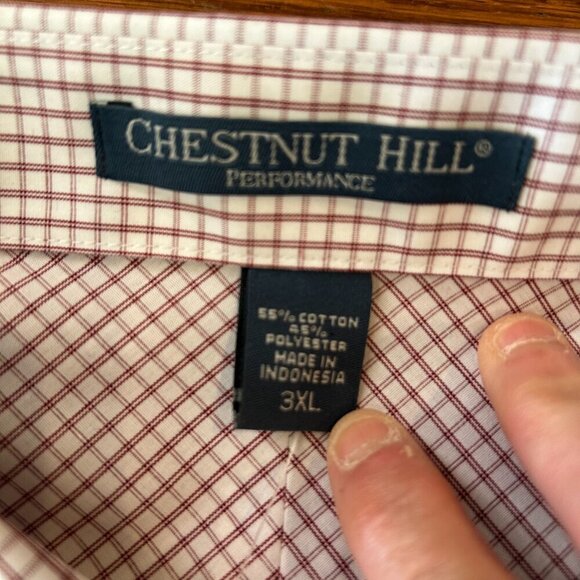 CHESTNUT HILL®
PERFORMANCE
55% COTTON
45%
POLYESTER
MADE IN
INDONESIA
3XL